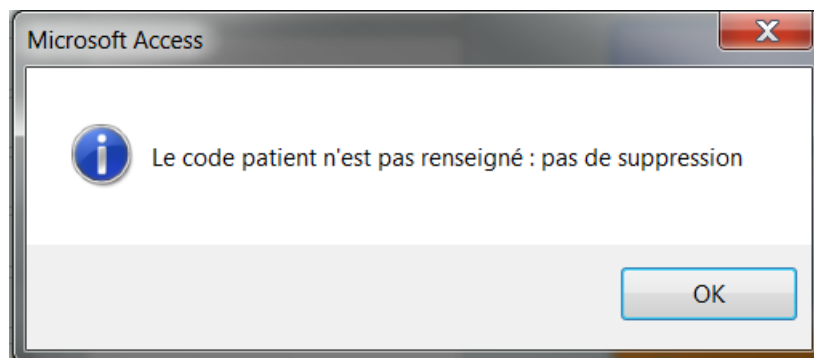 Microsoft Access
Le code patient n'est pas renseigné : pas de suppression
OK